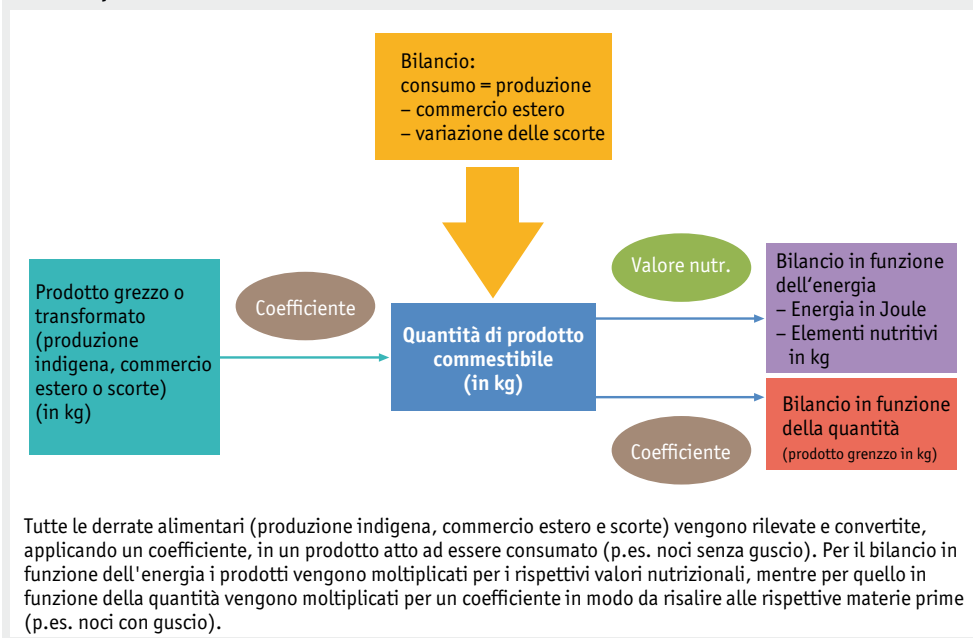 Bilancio:
consumo = produzione
– commercio estero
– variazione delle scorte
Prodotto grezzo o
transformato
(produzione
indigena, commercio
estero o scorte)
(in kg)
Coefficiente
Quantità di prodotto
commestibile
(in kg)
Valore nutr.
Bilancio in funzione
dell‘energia
– Energia in Joule
– Elementi nutritivi
in kg
Coefficiente
Bilancio in funzione
della quantità
(prodotto grenzzo in kg)
Tutte le derrate alimentari (produzione indigena, commercio estero e scorte) vengono rilevate e convertite,
applicando un coefficiente, in un prodotto atto ad essere consumato (p.es. noci senza guscio). Per il bilancio in
funzione dell'energia i prodotti vengono moltiplicati per i rispettivi valori nutrizionali, mentre per quello in
funzione della quantità vengono moltiplicati per un coefficiente in modo da risalire alle rispettive materie prime
(p.es. noci con guscio).